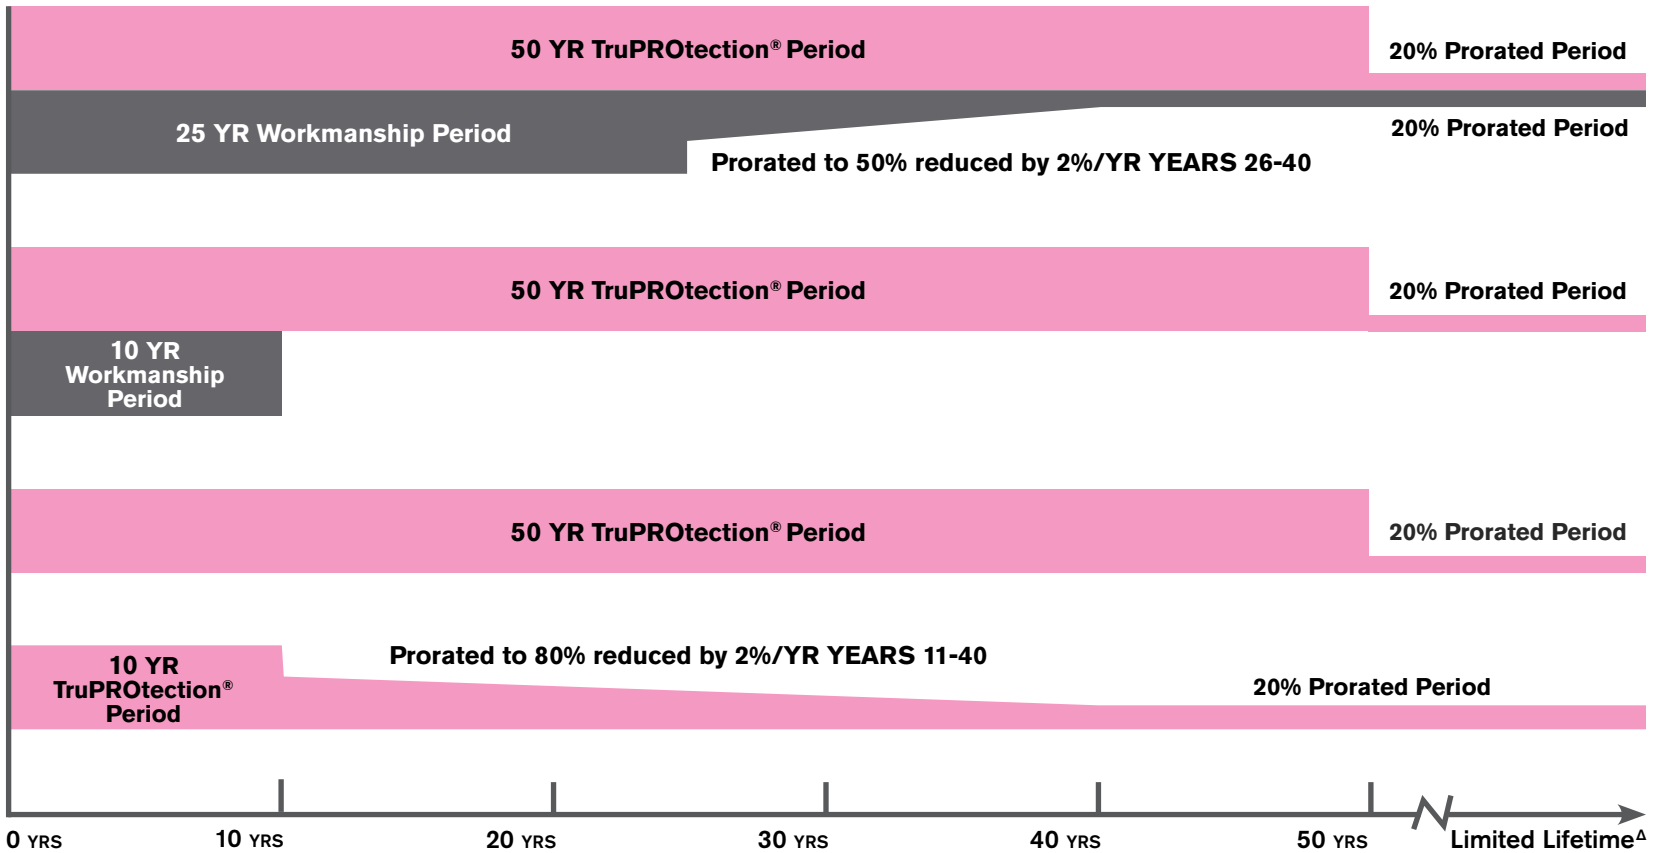 50 YR TruPROtection® Period
20% Prorated Period
25 YR Workmanship Period
20% Prorated Period
Prorated to 50% reduced by 2%/YR YEARS 26-40
50 YR TruPROtection® Period
20% Prorated Period
10 YR
Workmanship
Period
50 YR TruPROtection® Period
20% Prorated Period
Prorated to 80% reduced by 2%/YR YEARS 11-40
10 YR
TruPROtection®
Period
20% Prorated Period
0 YRS 10 YRS 20 YRS 30 YRS 40 YRS 50 YRS Limited LifetimeΔ